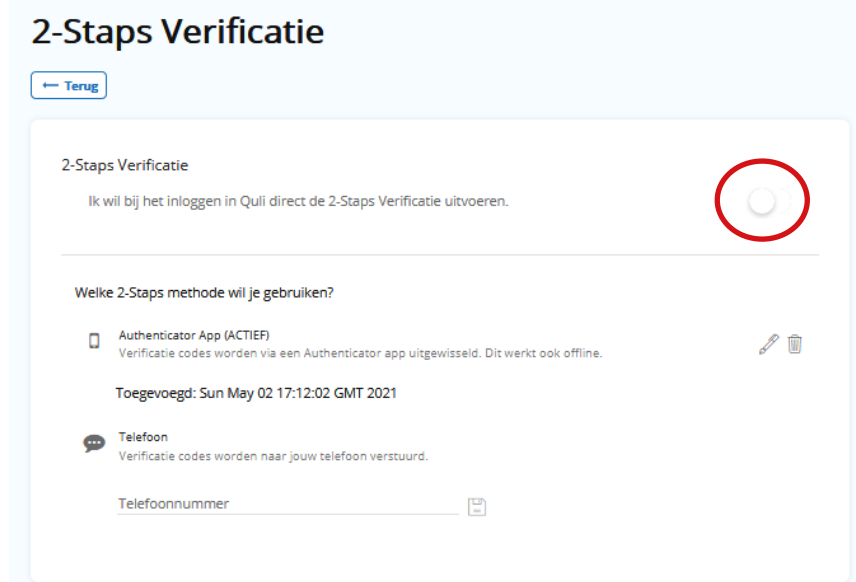 2-Staps Verificatie
← Terug
2-Staps Verificatie
Ik wil bij het inloggen in Quli direct de 2-Staps Verificatie uitvoeren.
Welke 2-Staps methode wil je gebruiken?
Authenticator App (ACTIEF)
Verificatie codes worden via een Authenticator app uitgewisseld. Dit werkt ook offline.
Toegevoegd: Sun May 02 17:12:02 GMT 2021
Telefoon
Verificatie codes worden naar jouw telefoon verstuurd.
Telefoonnummer